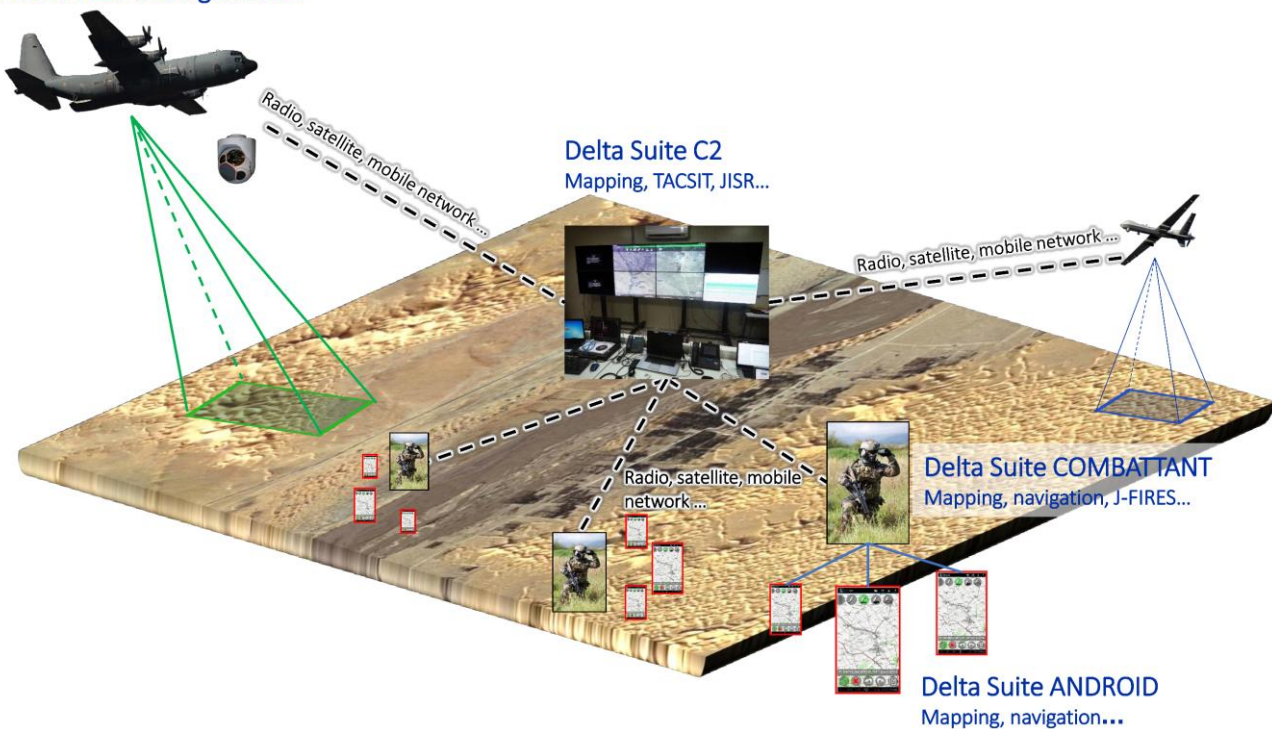 Radio, satellite, mobile network ...
Delta Suite C2
Mapping, TACSIT, JISR...
Radio, satellite, mobile network ...
Radio, satellite, mobile
network ...
Delta Suite COMBATTANT
Mapping, navigation, J-FIRES...
Delta Suite ANDROID
Mapping, navigation...